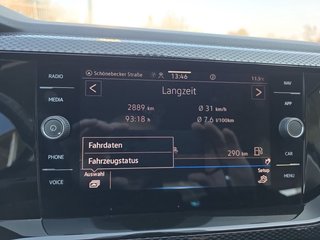 RADIO
Schönebecker Straße 13:46 11.5°C
NAV
MEDIA
Langzeit
APP
2889 km Ø 31 km/h
93:18 h Ø 7.6 l/100km
PHONE
Fahrdaten
290 km
CAR
Fahrzeugstatus
VOICE
Auswahl
Setup
MENU